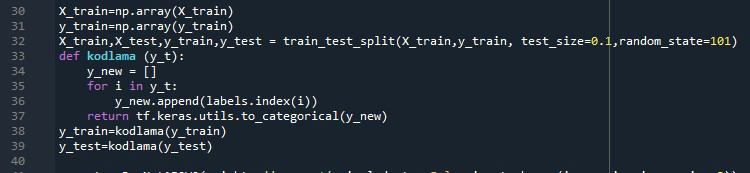 30 X_train=np.array(X_train)
31 y_train=np.array(y_train)
32 X_train,X_test,y_train,y_test = train_test_split(X_train,y_train, test_size=0.1,random_state=101)
33 def kodlama (y_t):
34 y_new = []
35 for i in y_t:
36 y_new.append(labels.index(i))
37 return tf.keras.utils.to_categorical(y_new)
38 y_train=kodlama(y_train)
39 y_test=kodlama(y_test)
40